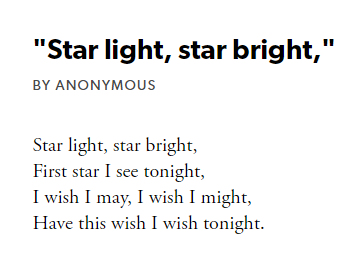 "Star light, star bright,"
BY ANONYMOUS
Star light, star bright,
First star I see tonight,
I wish I may, I wish I might,
Have this wish I wish tonight.